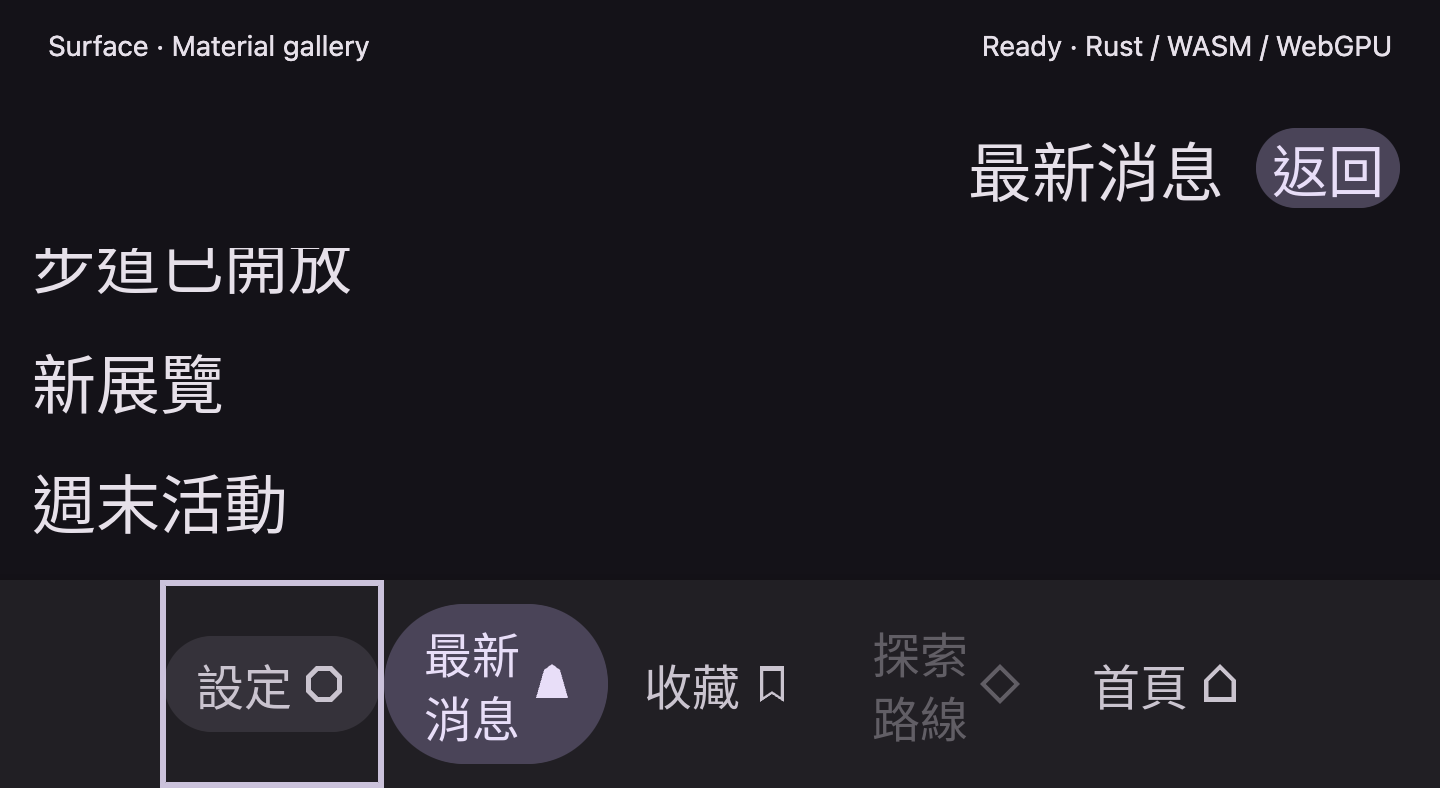 Surface · Material gallery
Ready · Rust / WASM / WebGPU
最新消息
返回
步道已開放
新展覽
週末活動
設定
最新
消息
收藏
探索
路線
首頁